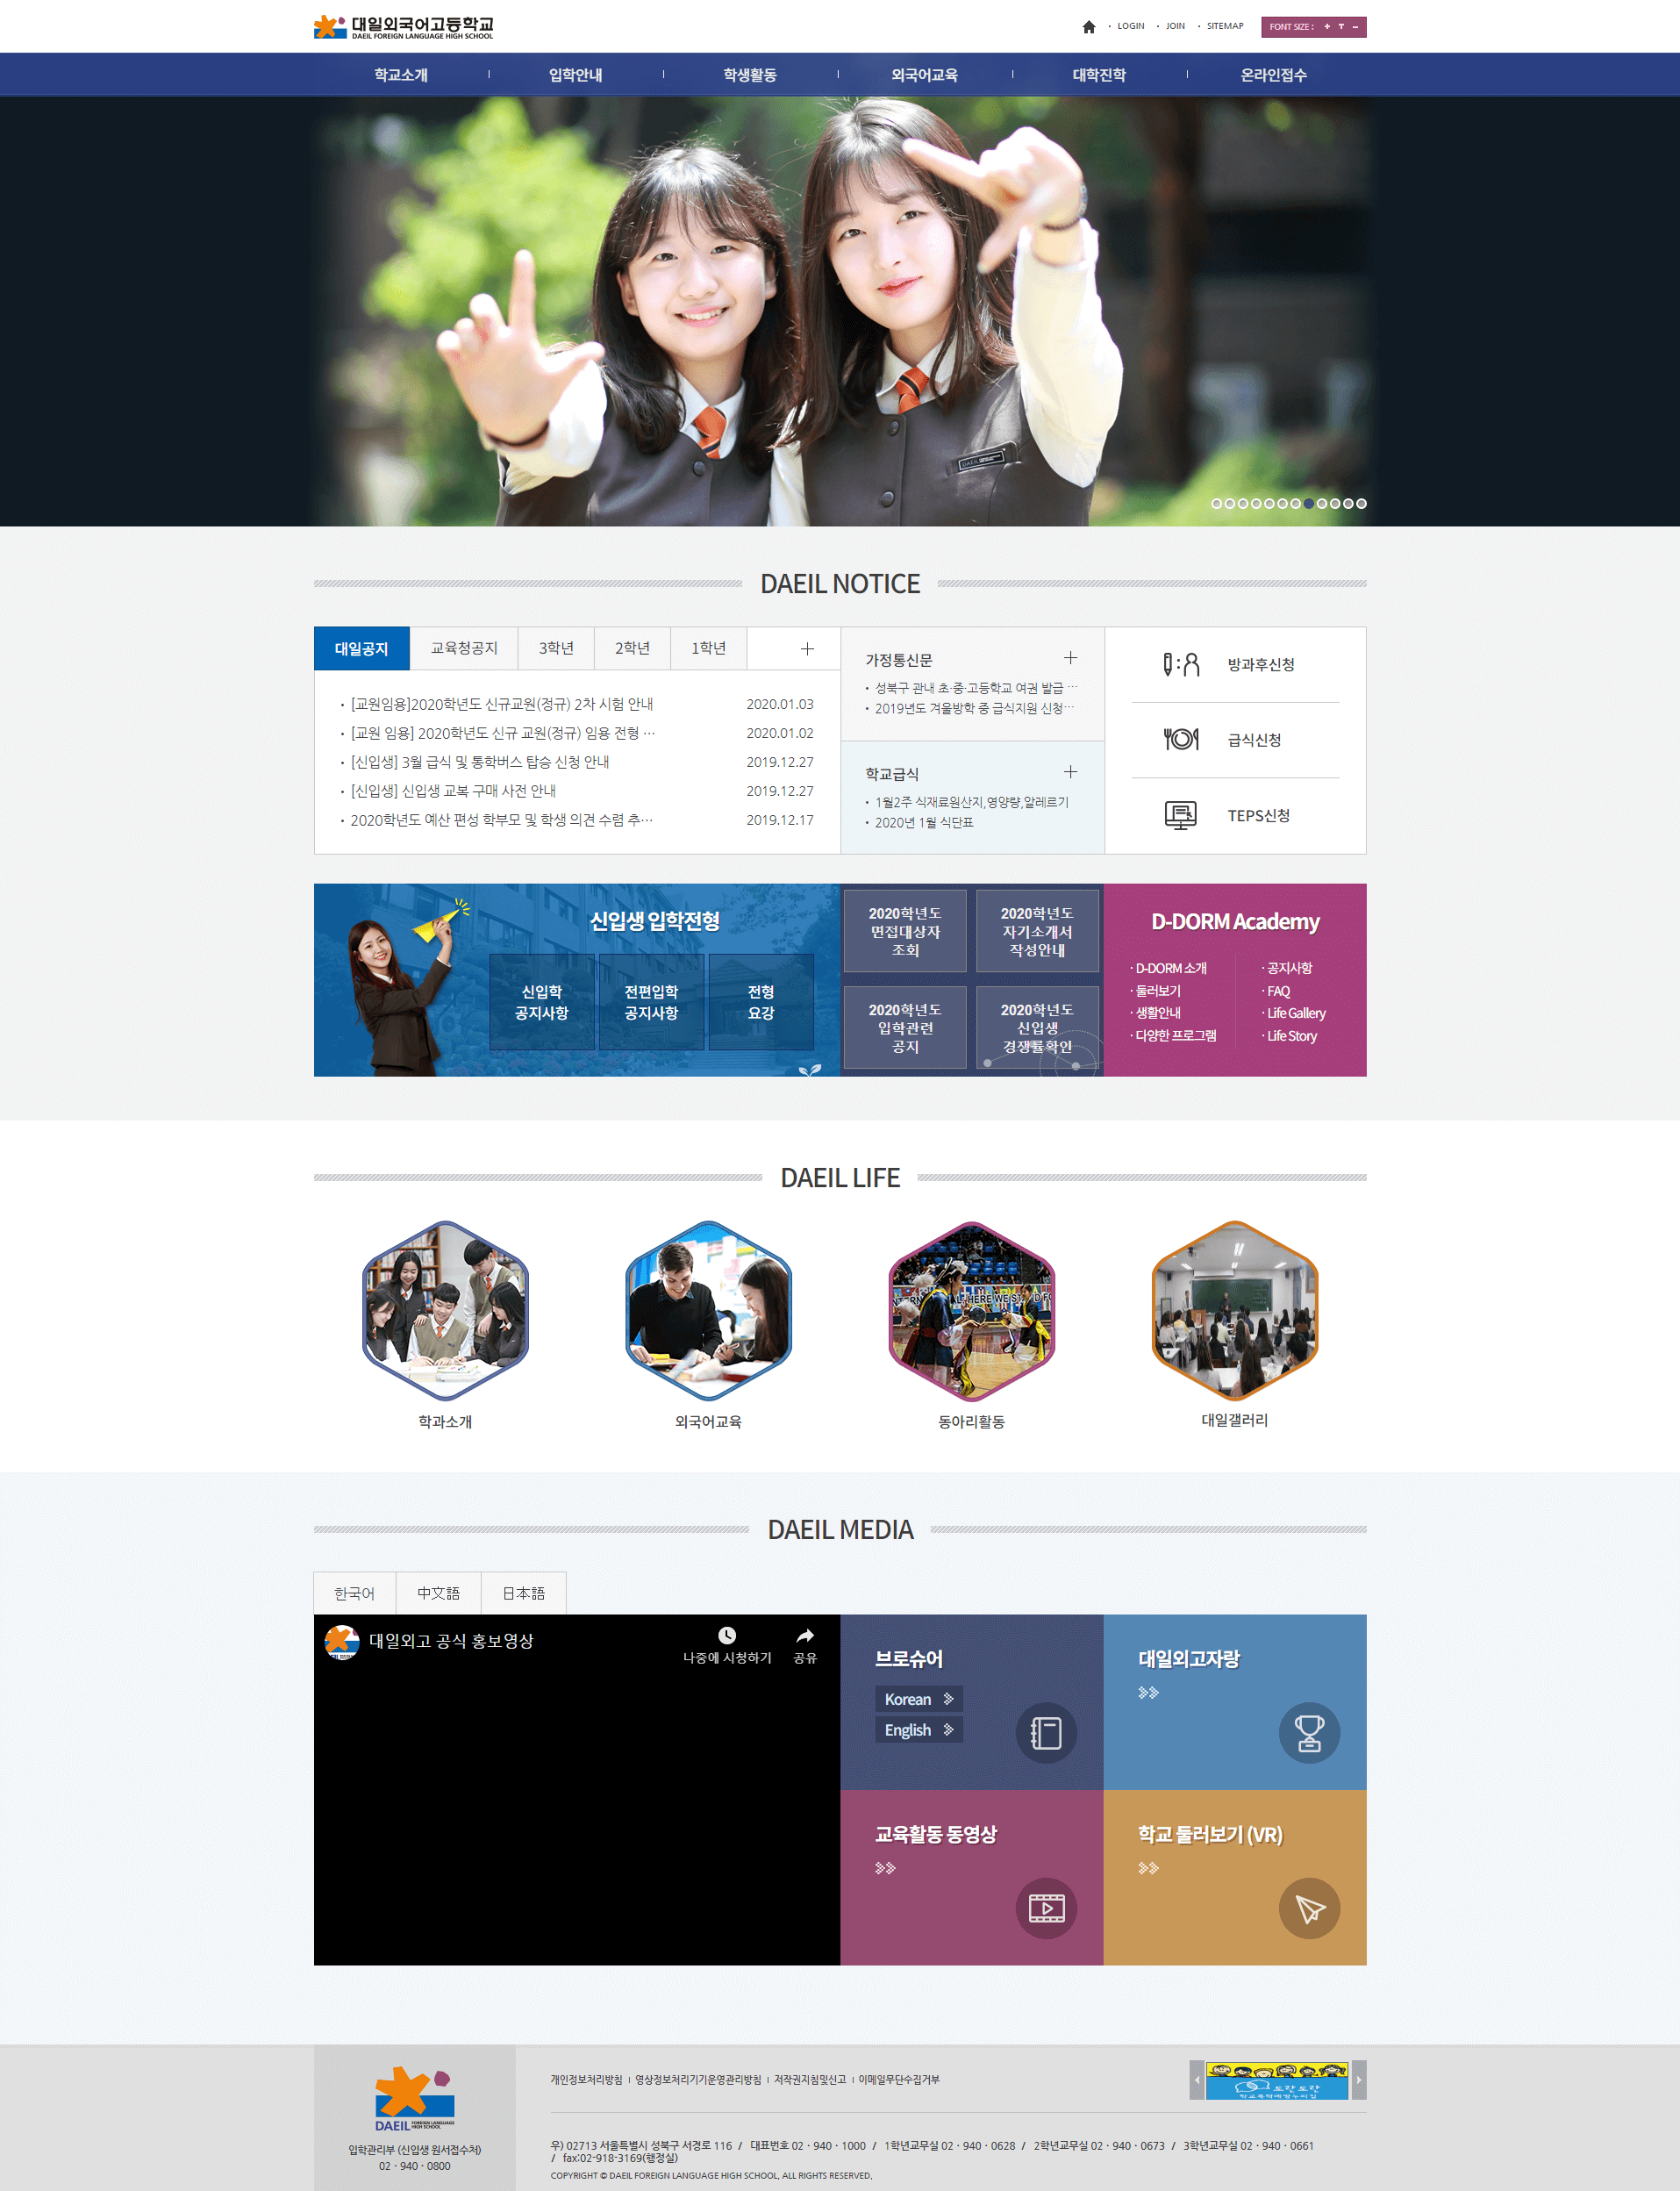 대일외국어고등학교
DAEIL FOREIGN LANGUAGE HIGH SCHOOL
LOGIN
JOIN
SITEMAP
FONT SIZE : + T -
학교소개
입학안내
학생활동
외국어교육
대학진학
온라인접수
DAEIL
DAEIL NOTICE
대일공지
교육청공지
3학년
2학년
1학년
[교원임용]2020학년도 신규교원(정규) 2차 시험 안내 2020.01.03
[교원 임용] 2020학년도 신규 교원(정규) 임용 전형 … 2020.01.02
[신입생] 3월 급식 및 통학버스 탑승 신청 안내 2019.12.27
[신입생] 신입생 교복 구매 사전 안내 2019.12.27
2020학년도 예산 편성 학부모 및 학생 의견 수렴 추… 2019.12.17
가정통신문
성북구 관내 초·중·고등학교 여권 발급 …
2019년도 겨울방학 중 급식지원 신청…
학교급식
1월2주 식재료원산지,영양량,알레르기
2020년 1월 식단표
방과후신청
급식신청
TEPS신청
신입생 입학전형
신입학
공지사항
전편입학
공지사항
전형
요강
2020학년도
면접대상자
조회
2020학년도
자기소개서
작성안내
2020학년도
입학관련
공지
2020학년도
신입생
경쟁률확인
D-DORM Academy
· D-DORM 소개
· 둘러보기
· 생활안내
· 다양한 프로그램
· 공지사항
· FAQ
· Life Gallery
· Life Story
DAEIL LIFE
HERE WE ST
학과소개
외국어교육
동아리활동
대일갤러리
DAEIL MEDIA
한국어
中文語
日本語
대일외고 공식 홍보영상
나중에 시청하기
공유
브로슈어
Korean
English
대일외고자랑
교육활동 동영상
학교 둘러보기 (VR)
DAEIL FOREIGN LANGUAGE
HIGH SCHOOL
입학관리부 (신입생 원서접수처)
02 - 940 - 0800
개인정보처리방침 | 영상정보처리기기운영관리방침 | 저작권지침및신고 | 이메일무단수집거부
도란도란
우) 02713 서울특별시 성북구 서경로 116 / 대표번호 02 - 940 - 1000 / 1학년교무실 02 - 940 - 0628 / 2학년교무실 02 - 940 - 0673 / 3학년교무실 02 - 940 - 0661
/ fax:02-918-3169(행정실)
COPYRIGHT © DAEIL FOREIGN LANGUAGE HIGH SCHOOL, ALL RIGHTS RESERVED,